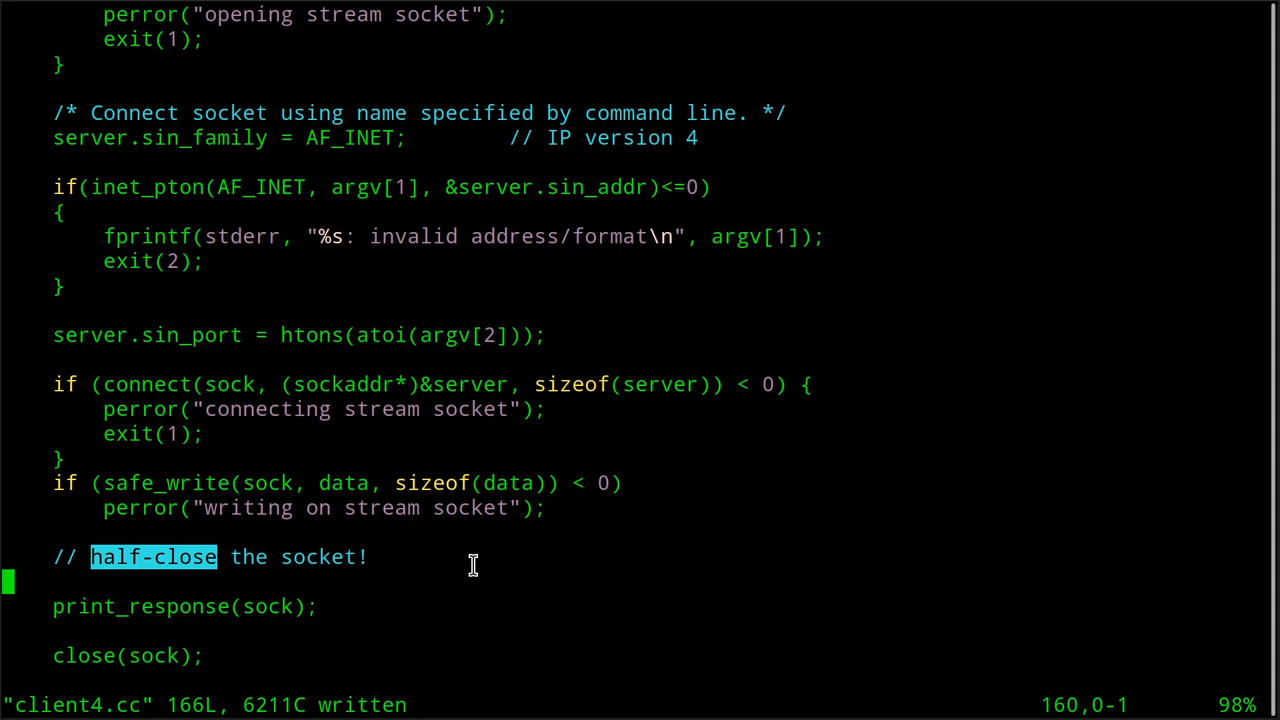 perror("opening stream socket");
exit(1);
}
/* Connect socket using name specified by command line. */
server.sin_family = AF_INET; // IP version 4
if(inet_pton(AF_INET, argv[1], &server.sin_addr)<=0)
{
fprintf(stderr, "%s: invalid address/format\n", argv[1]);
exit(2);
}
server.sin_port = htons(atoi(argv[2]));
if (connect(sock, (sockaddr*)&server, sizeof(server)) < 0) {
perror("connecting stream socket");
exit(1);
}
if (safe_write(sock, data, sizeof(data)) < 0)
perror("writing on stream socket");
// half-close the socket!
print_response(sock);
close(sock);
"client4.cc" 166L, 6211C written 160,0-1 98%